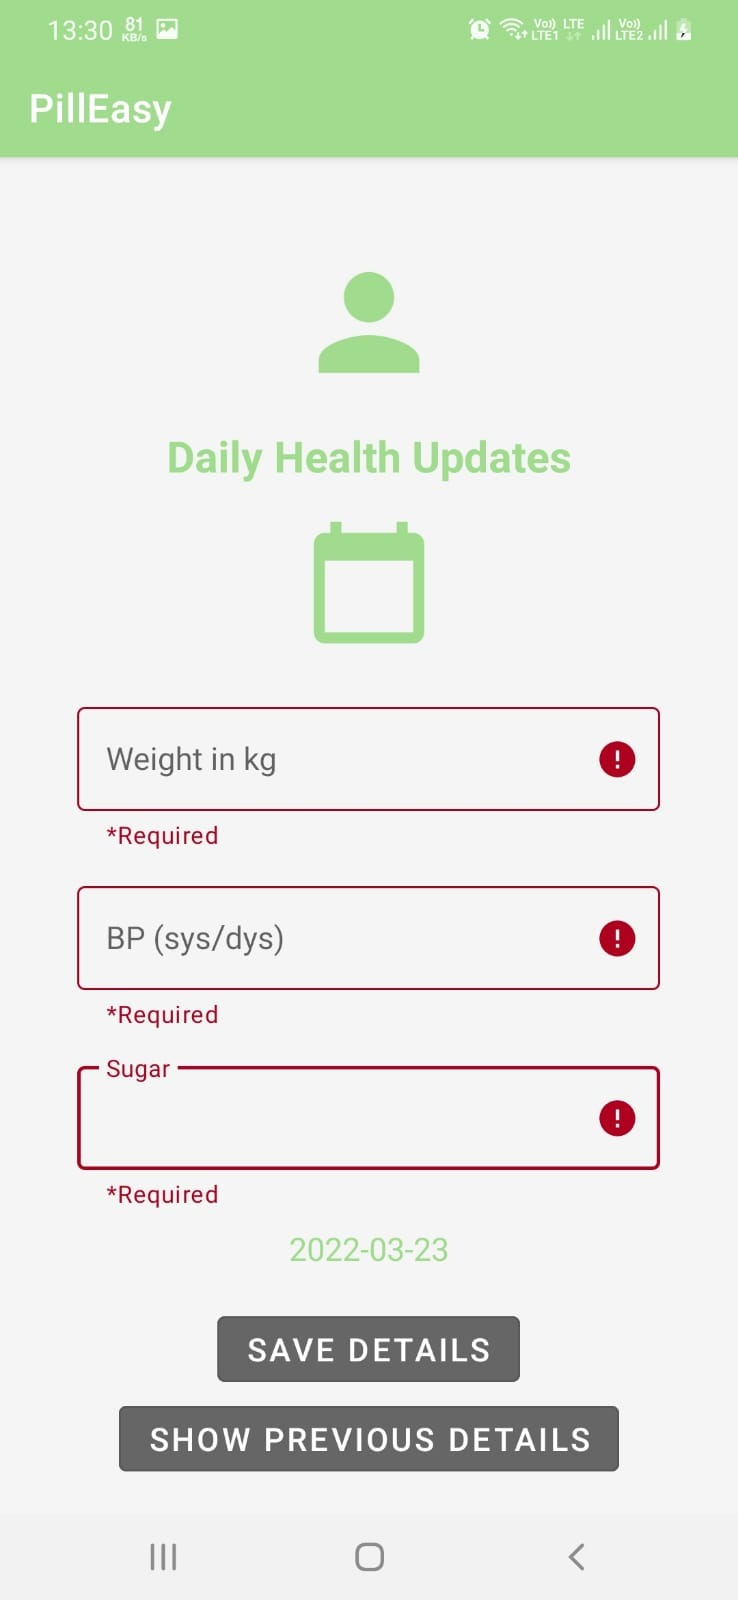 13:30 81 KB/s Vo)) LTE1 LTE Vo)) LTE2
PillEasy
Daily Health Updates
Weight in kg
*Required
BP (sys/dys)
*Required
Sugar
*Required
2022-03-23
SAVE DETAILS
SHOW PREVIOUS DETAILS